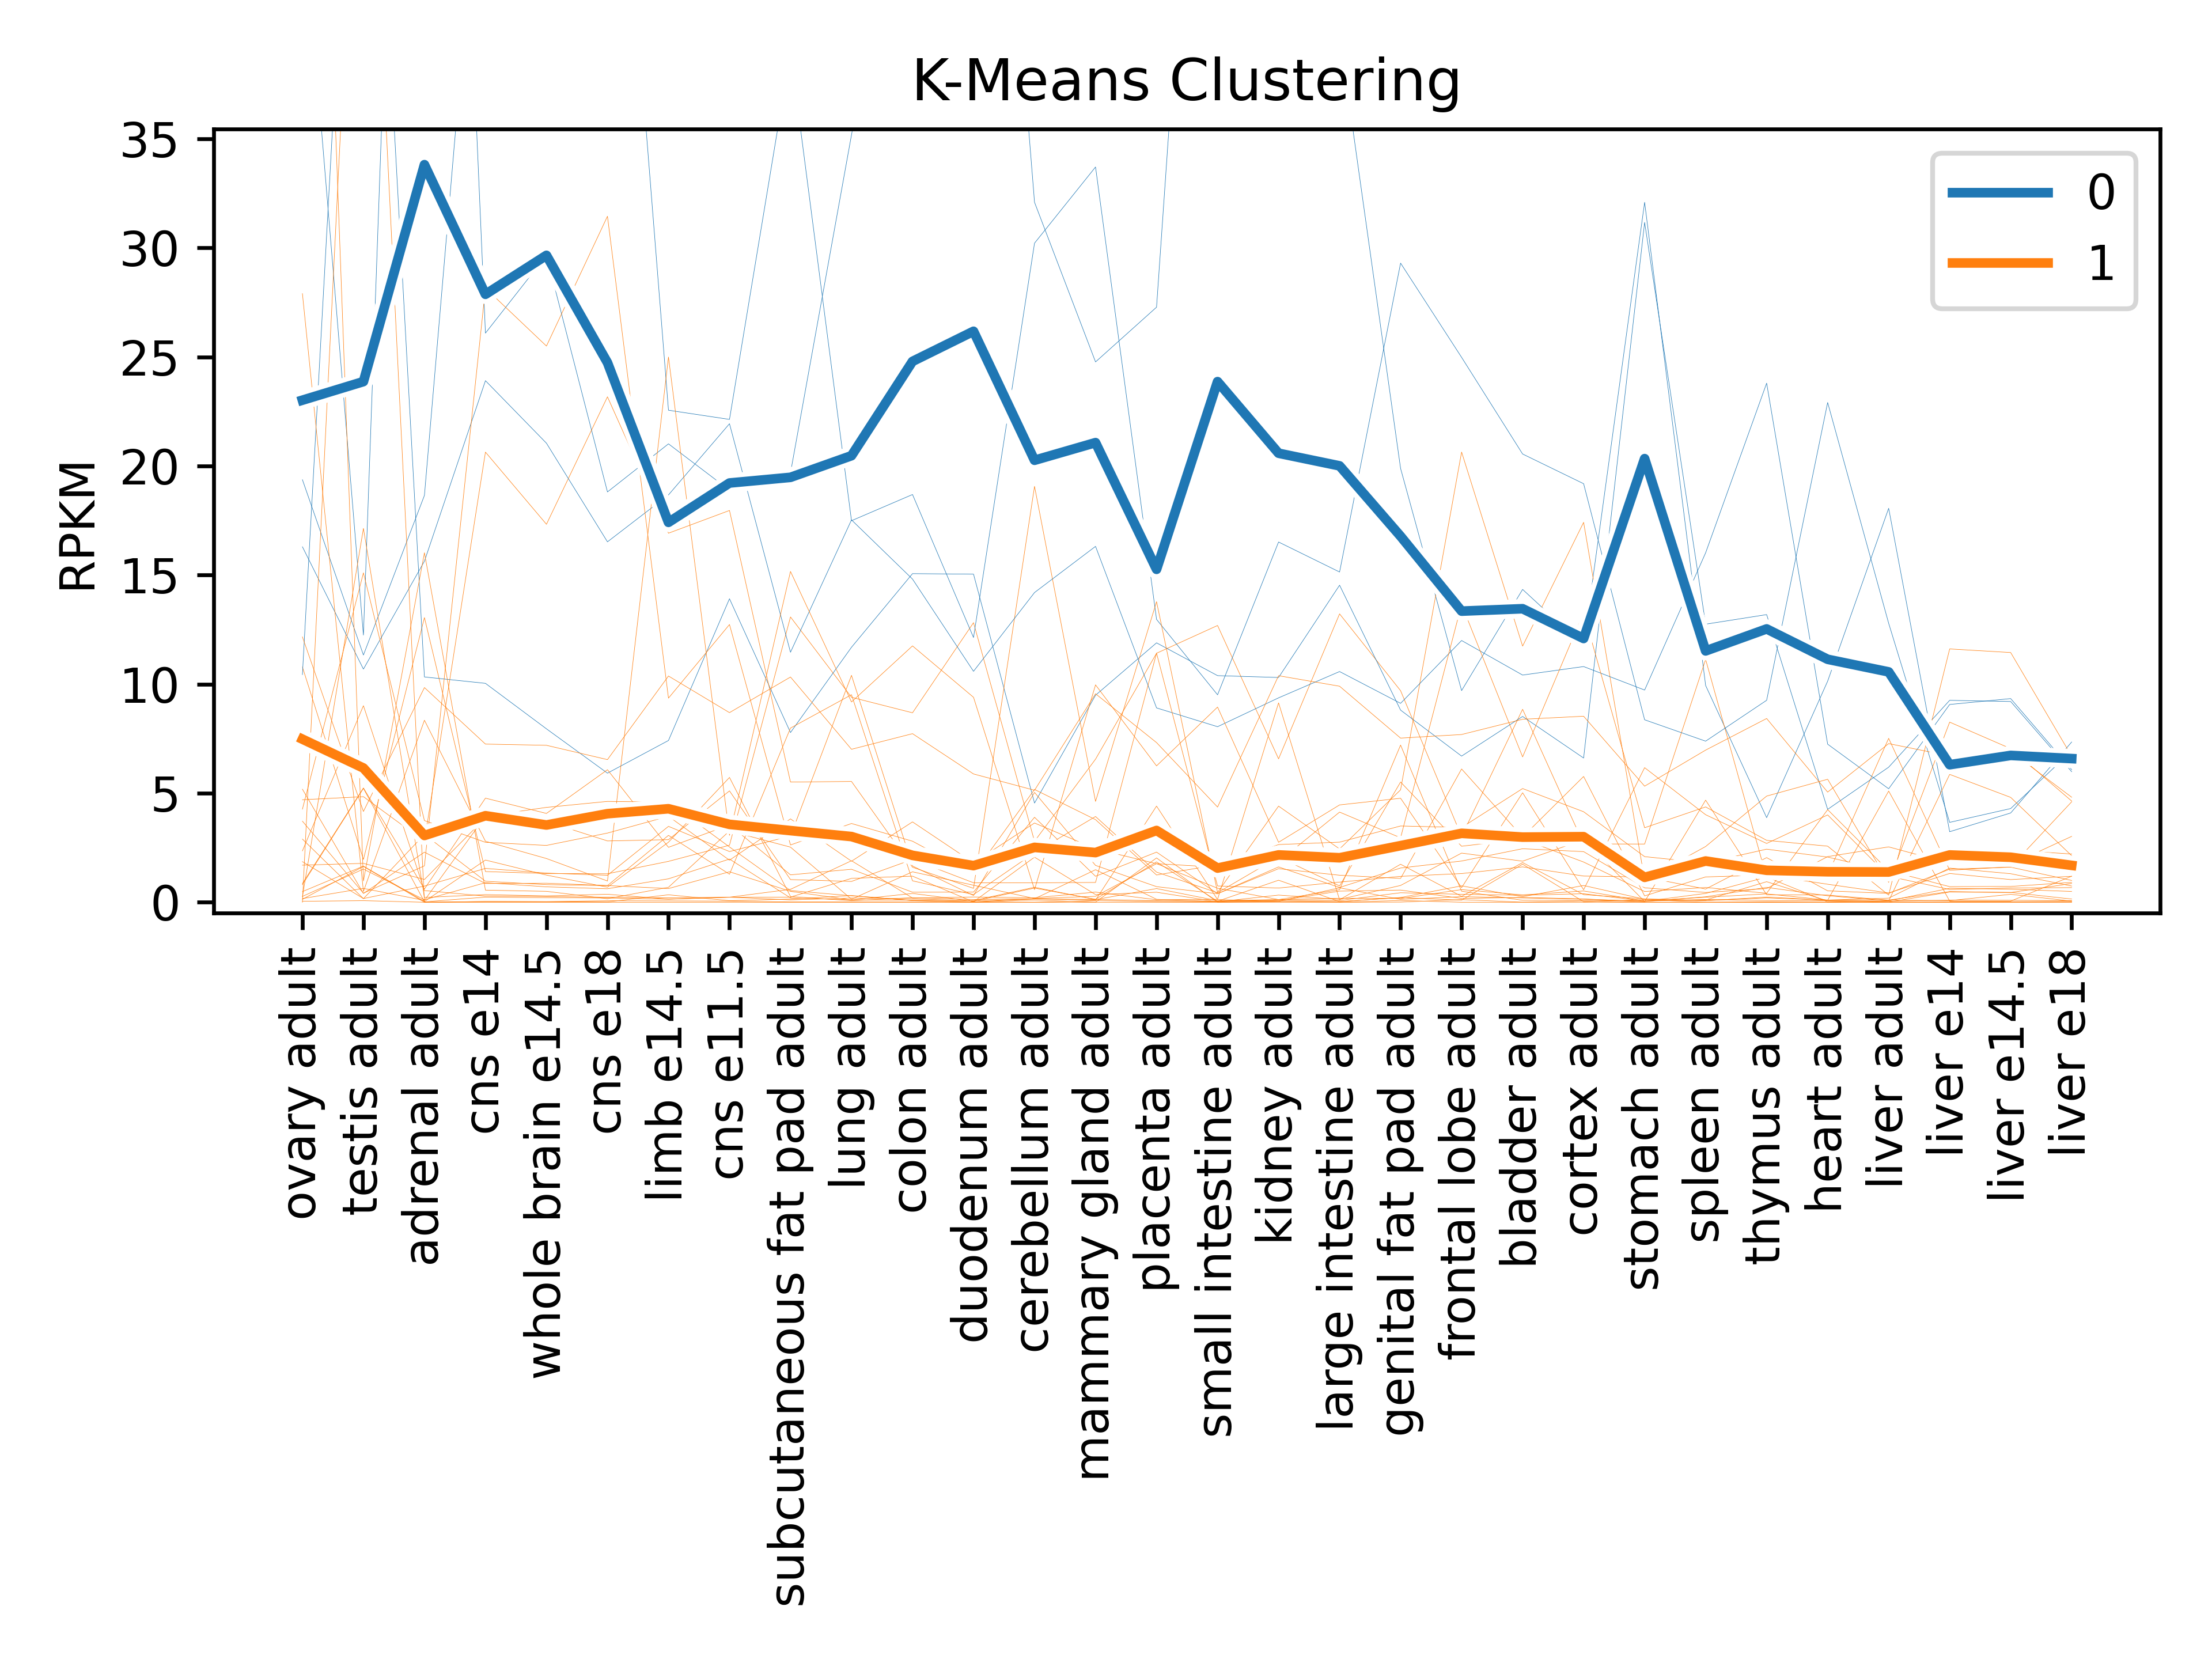 K-Means Clustering
35
30
25
20
15
10
5
0
RPKM
0
1
ovary adult
testis adult
adrenal adult
cns e14
whole brain e14.5
cns e18
limb e14.5
cns e11.5
subcutaneous fat pad adult
lung adult
colon adult
duodenum adult
cerebellum adult
mammary gland adult
placenta adult
small intestine adult
kidney adult
large intestine adult
genital fat pad adult
frontal lobe adult
bladder adult
cortex adult
stomach adult
spleen adult
thymus adult
heart adult
liver adult
liver e14
liver e14.5
liver e18